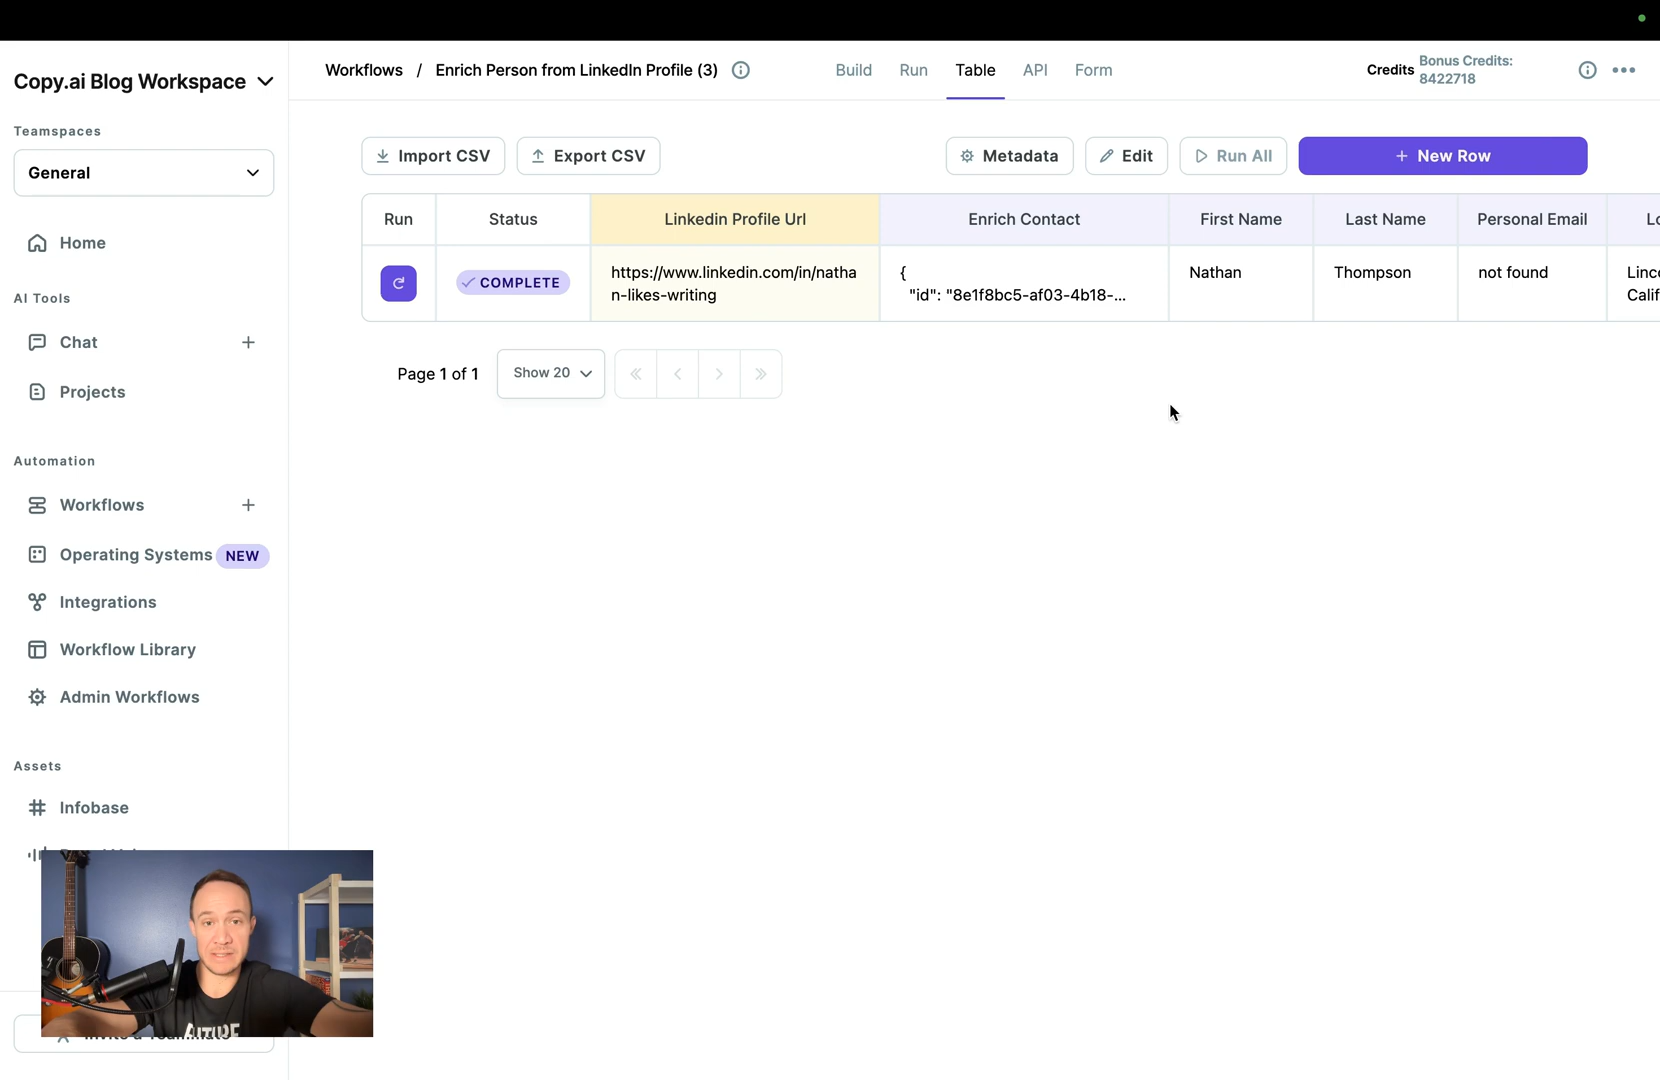 Copy.ai Blog Workspace
Teamspaces
General
Home
AI Tools
Chat
Projects
Automation
Workflows
Operating Systems NEW
Integrations
Workflow Library
Admin Workflows
Assets
Infobase
Workflows / Enrich Person from LinkedIn Profile (3)
Build Run Table API Form
Credits Bonus Credits:
8422718
Import CSV Export CSV Metadata Edit Run All + New Row
Run Status Linkedin Profile Url Enrich Contact First Name Last Name Personal Email Lo
COMPLETE
https://www.linkedin.com/in/natha
n-likes-writing
{
"id": "8e1f8bc5-af03-4b18-...
Nathan
Thompson
not found
Linco
Calif
Page 1 of 1 Show 20